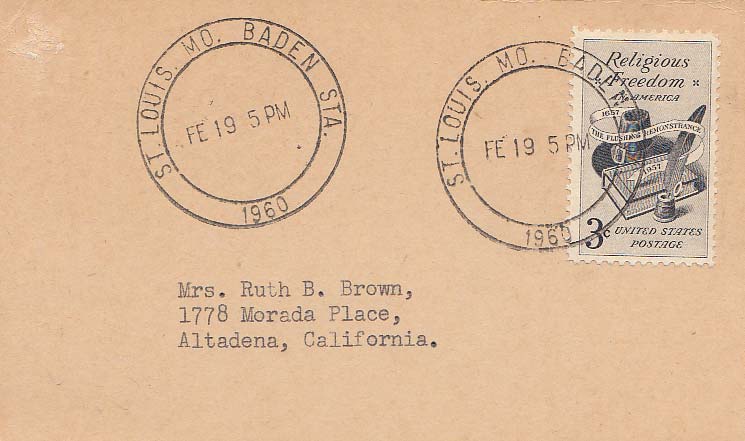 ST. LOUIS, MO. BADEN STA.
FE 19 5 PM
1960
ST. LOUIS, MO. BADEN
FE 19 5 PM
1960
Religious
Freedom
IN AMERICA
1657
THE FLUSHING REMONSTRANCE
1957
3c UNITED STATES
POSTAGE
Mrs. Ruth B. Brown,
1778 Morada Place,
Altadena, California.